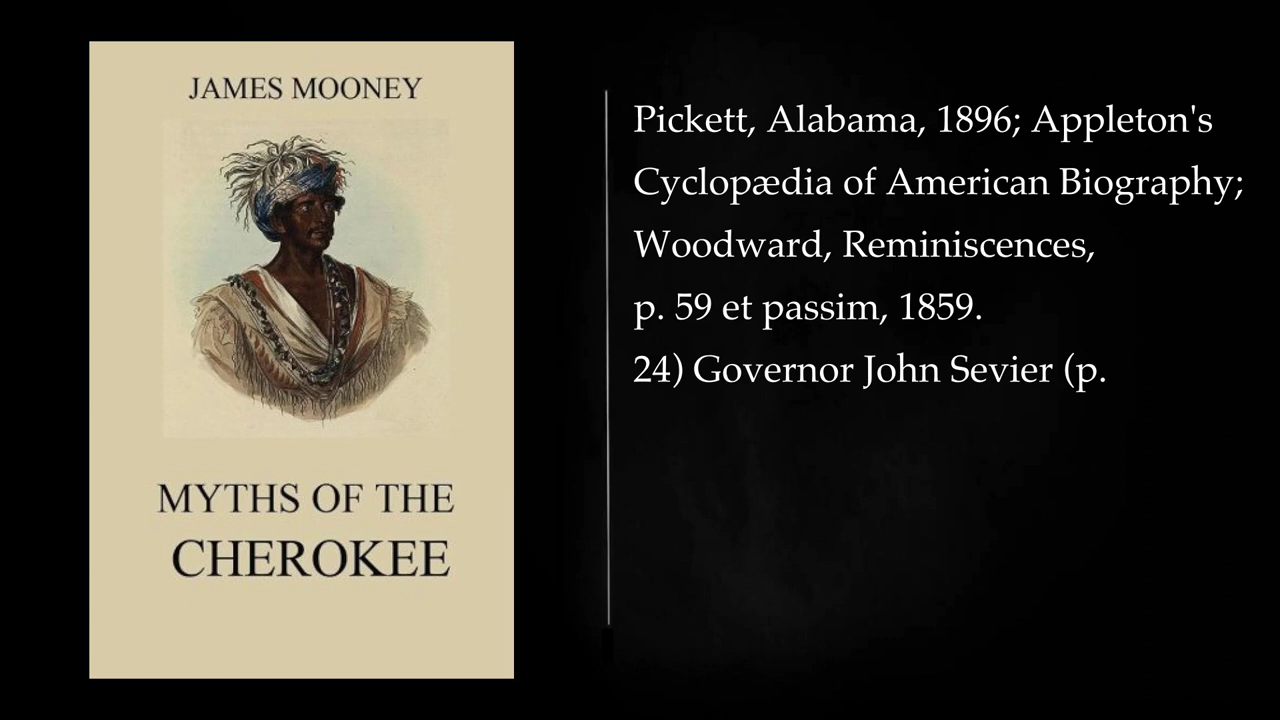 JAMES MOONEY
MYTHS OF THE
CHEROKEE
Pickett, Alabama, 1896; Appleton's
Cyclopædia of American Biography;
Woodward, Reminiscences,
p. 59 et passim, 1859.
24) Governor John Sevier (p.